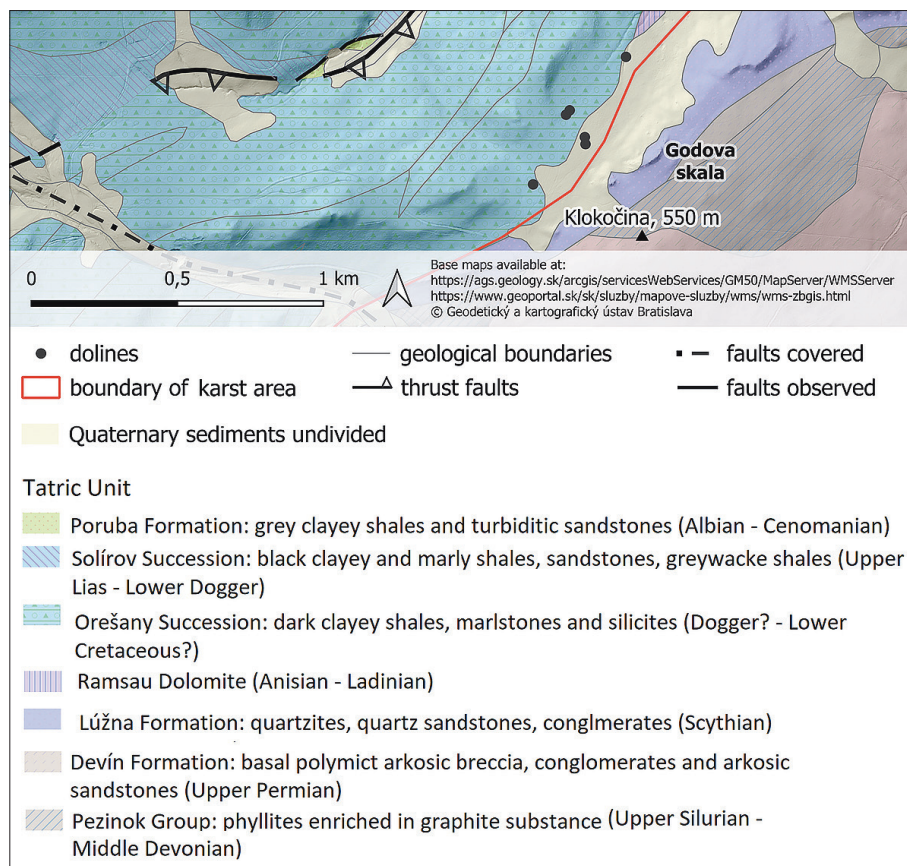 Godova
skala
Klokočina, 550 m
0
0,5
1 km
Base maps available at:
https://ags.geology.sk/arcgis/servicesWebServices/GM50/MapServer/WMSServer
https://www.geoportal.sk/sk/sluzby/mapove-sluzby/wms/wms-zbgis.html
© Geodetický a kartografický ústav Bratislava
dolines
geological boundaries
faults covered
boundary of karst area
thrust faults
faults observed
Quaternary sediments undivided
Tatric Unit
Poruba Formation: grey clayey shales and turbiditic sandstones (Albian - Cenomanian)
Solírov Succession: black clayey and marly shales, sandstones, greywacke shales (Upper
Lias - Lower Dogger)
Orešany Succession: dark clayey shales, marlstones and silicites (Dogger? - Lower
Cretaceous?)
Ramsau Dolomite (Anisian - Ladinian)
Lúžna Formation: quartzites, quartz sandstones, conglmerates (Scythian)
Devín Formation: basal polymict arkosic breccia, conglomerates and arkosic
sandstones (Upper Permian)
Pezinok Group: phyllites enriched in graphite substance (Upper Silurian -
Middle Devonian)